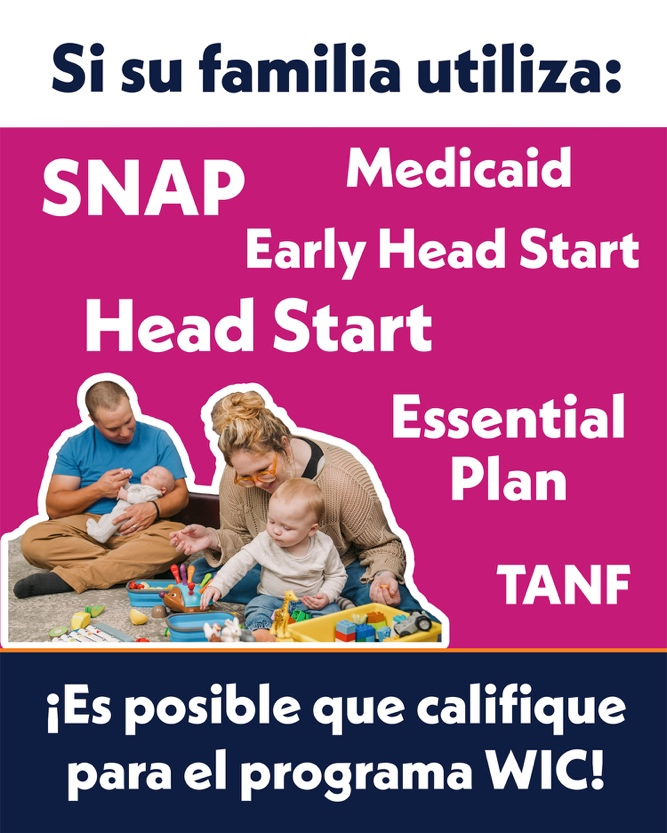 Si su familia utiliza:
SNAP
Medicaid
Early Head Start
Head Start
Essential
Plan
TANF
¡Es posible que califique
para el programa WIC!